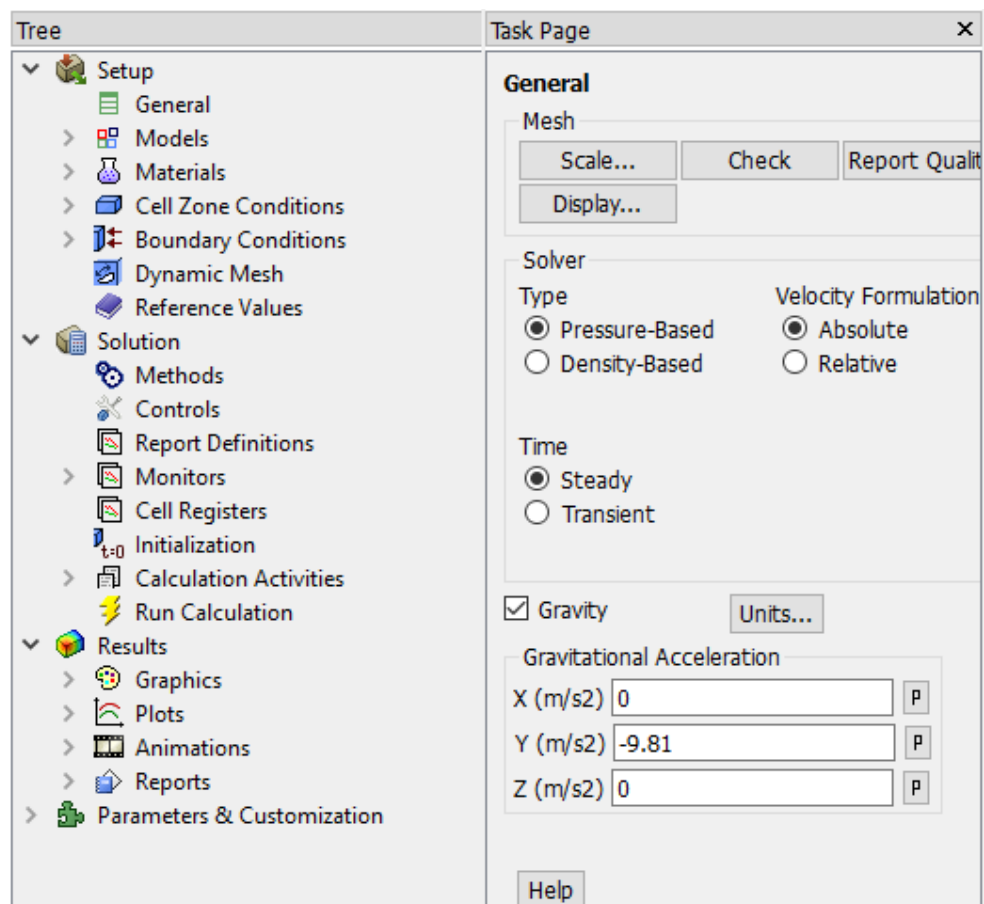 Tree
Setup
General
Models
Materials
Cell Zone Conditions
Boundary Conditions
Dynamic Mesh
Reference Values
Solution
Methods
Controls
Report Definitions
Monitors
Cell Registers
t=0 Initialization
Calculation Activities
Run Calculation
Results
Graphics
Plots
Animations
Reports
Parameters & Customization
Task Page
General
Mesh
Scale... Check Report Qualit
Display...
Solver
Type Velocity Formulation
Pressure-Based Absolute
Density-Based Relative
Time
Steady
Transient
Gravity Units...
Gravitational Acceleration
X (m/s2) 0 P
Y (m/s2) -9.81 P
Z (m/s2) 0 P
Help